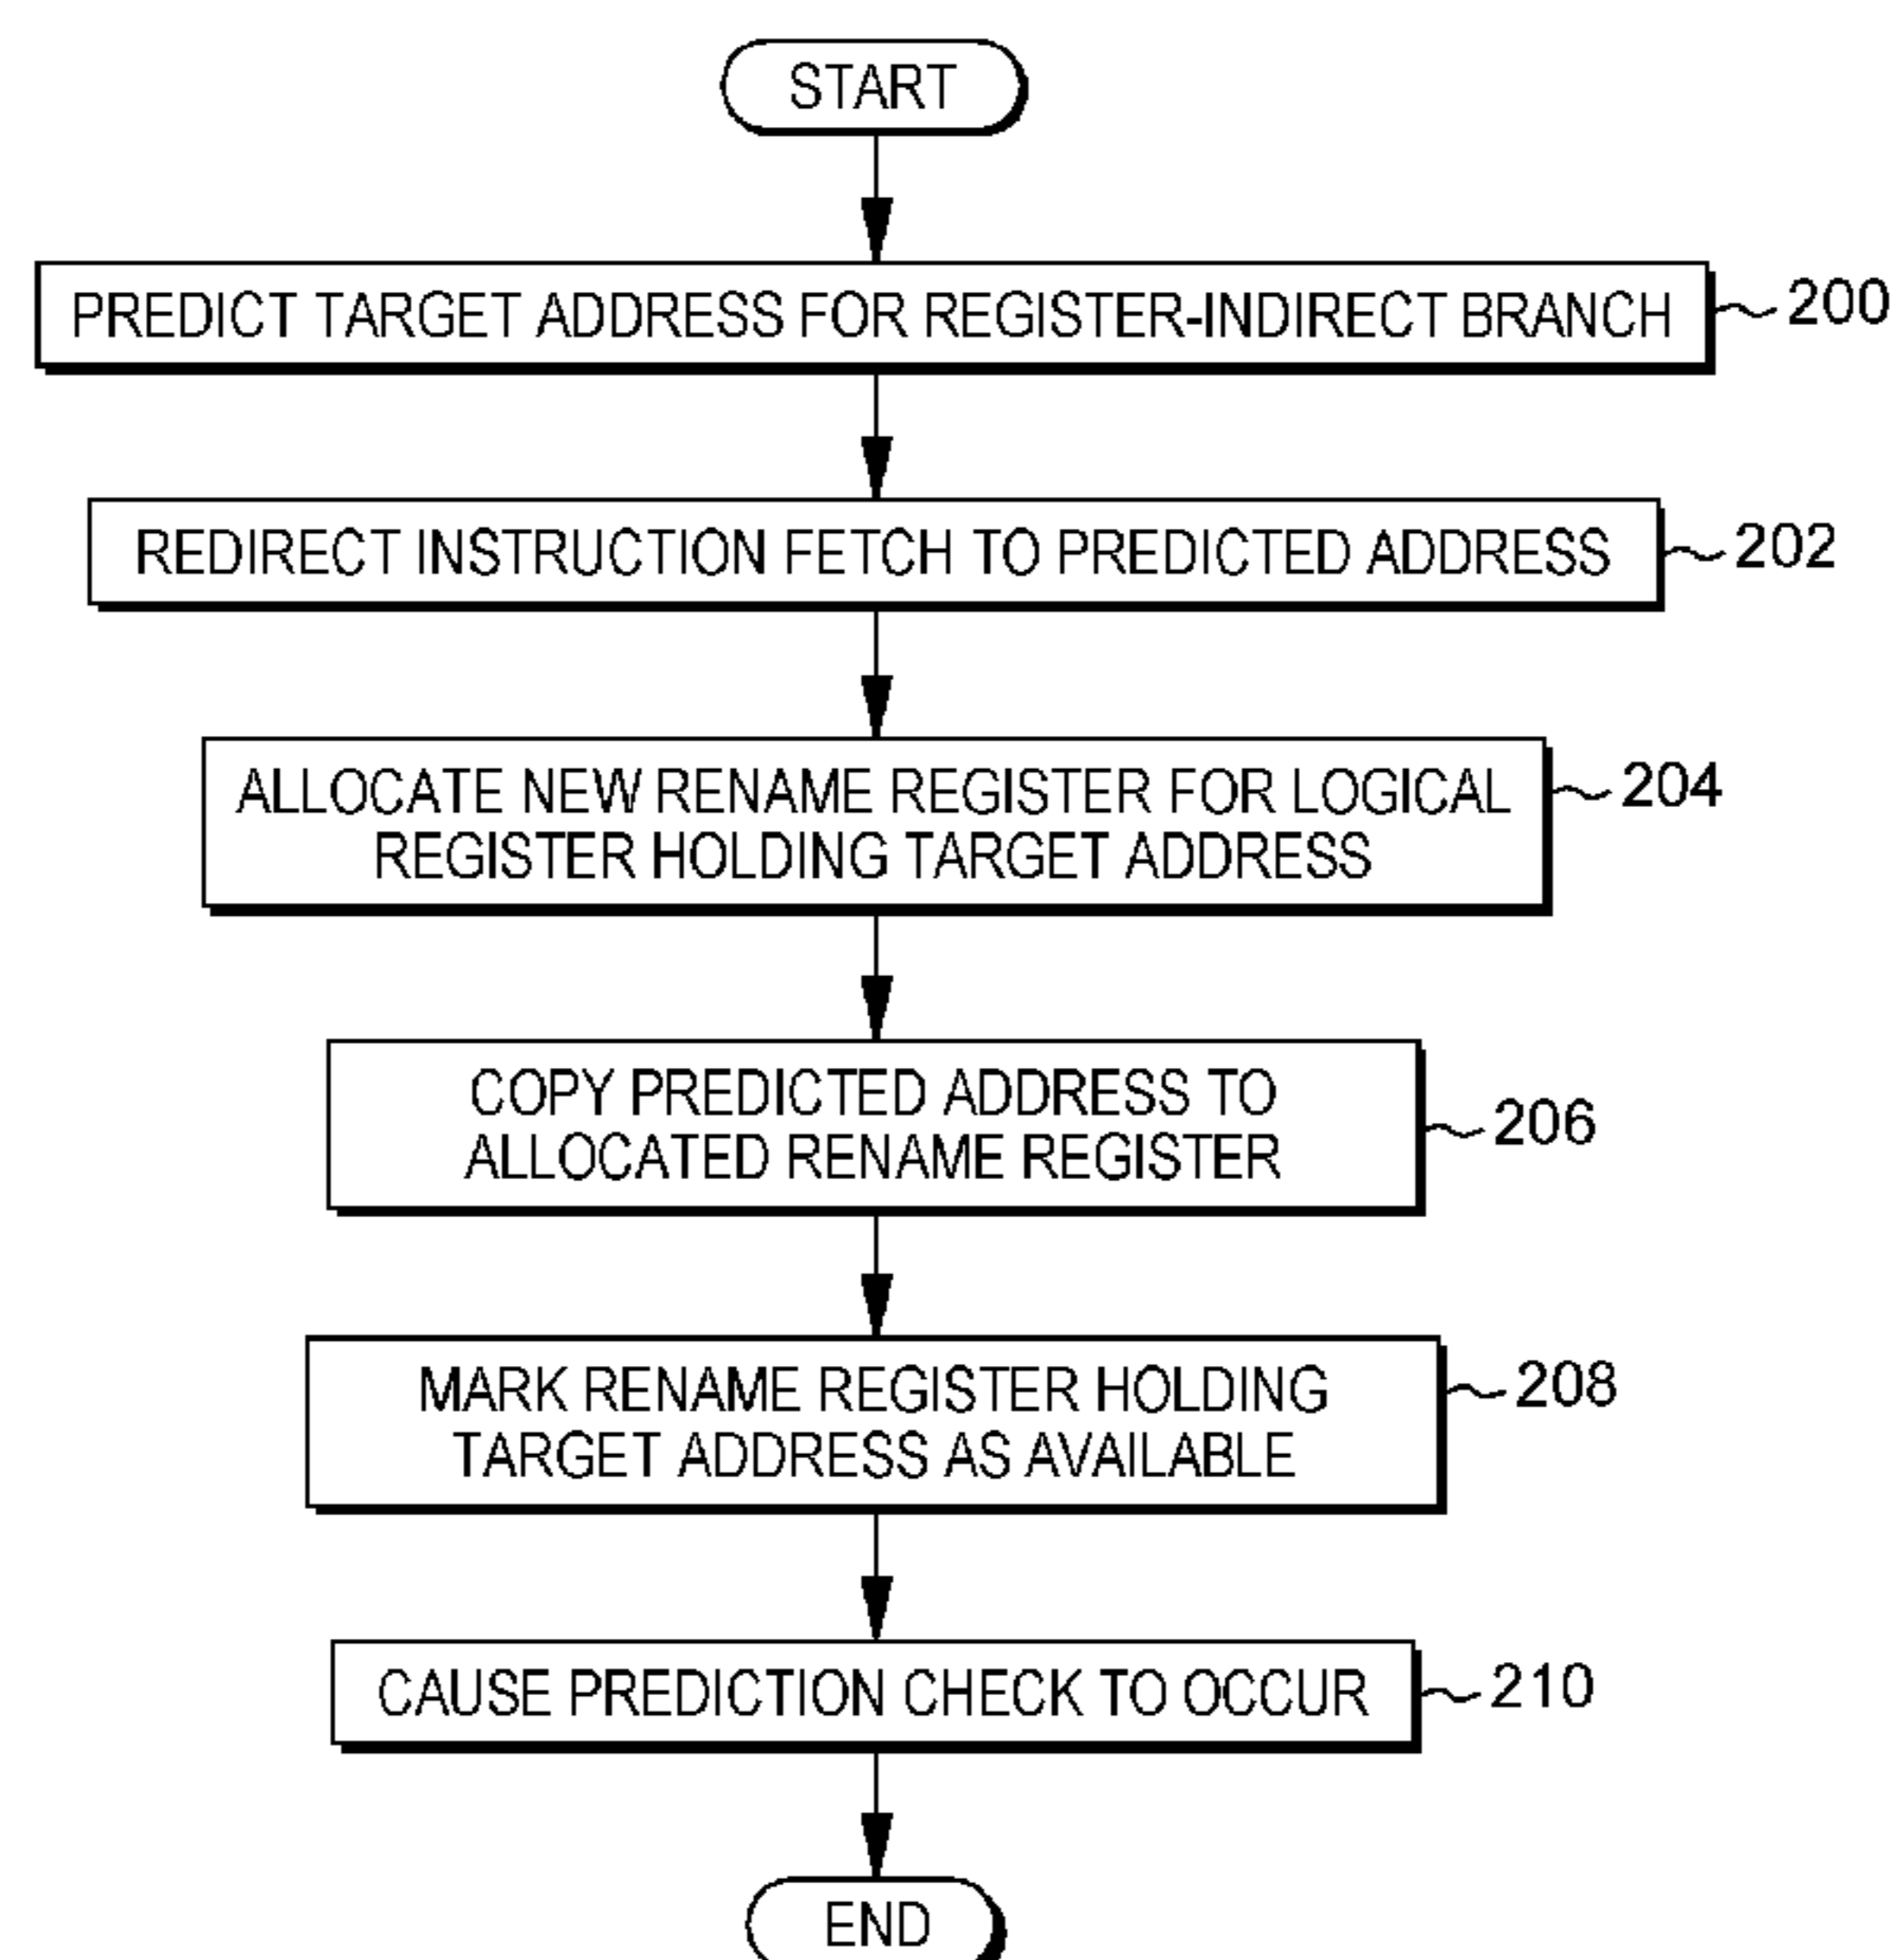 START
PREDICT TARGET ADDRESS FOR REGISTER-INDIRECT BRANCH
200
REDIRECT INSTRUCTION FETCH TO PREDICTED ADDRESS
202
ALLOCATE NEW RENAME REGISTER FOR LOGICAL
REGISTER HOLDING TARGET ADDRESS
204
COPY PREDICTED ADDRESS TO
ALLOCATED RENAME REGISTER
206
MARK RENAME REGISTER HOLDING
TARGET ADDRESS AS AVAILABLE
208
CAUSE PREDICTION CHECK TO OCCUR
210
END